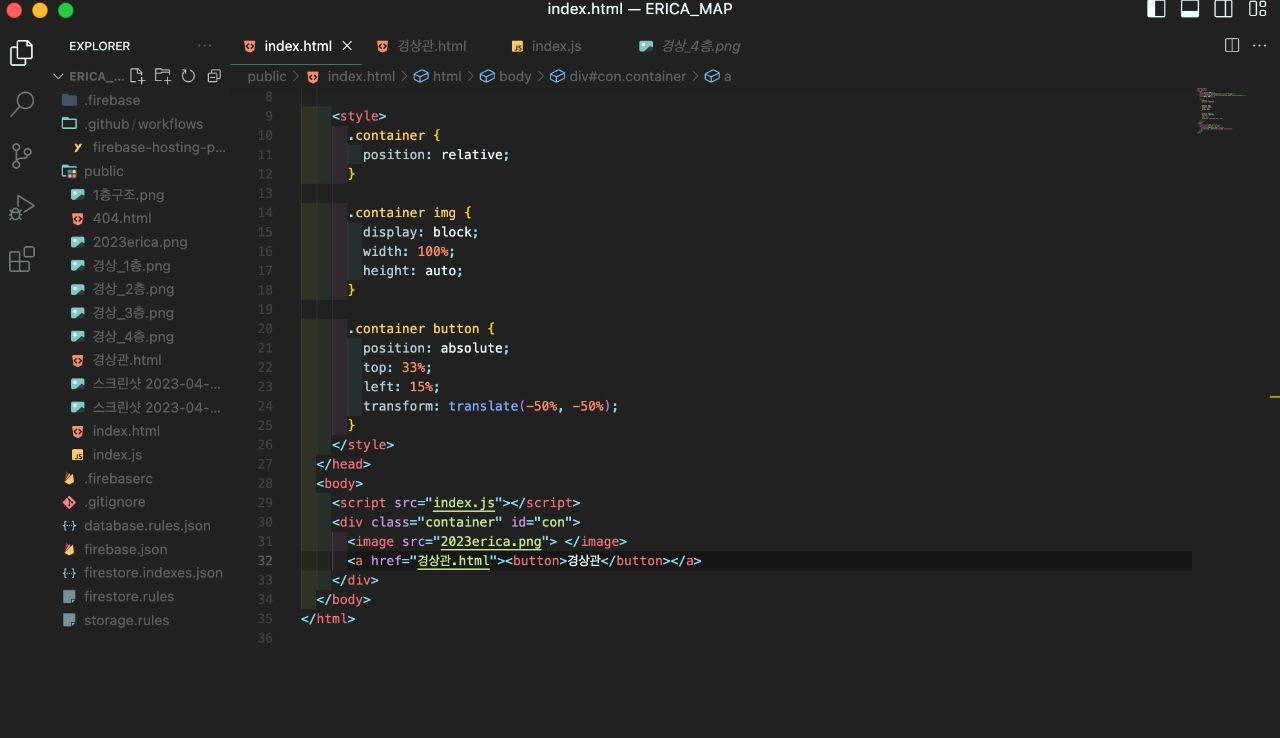 index.html — ERICA_MAP
EXPLORER ...
index.html
경상관.html
JS index.js
경상_4층.png
ERICA_...
public > index.html > html > body > div#con.container > a
.firebase
.github/workflows
firebase-hosting-p...
public
1층구조.png
404.html
2023erica.png
경상_1층.png
경상_2층.png
경상_3층.png
경상_4층.png
경상관.html
스크린샷 2023-04-...
스크린샷 2023-04-...
index.html
JS index.js
.firebaserc
.gitignore
database.rules.json
firebase.json
firestore.indexes.json
firestore.rules
storage.rules
8
9 <style>
10 .container {
11 position: relative;
12 }
13
14 .container img {
15 display: block;
16 width: 100%;
17 height: auto;
18 }
19
20 .container button {
21 position: absolute;
22 top: 33%;
23 left: 15%;
24 transform: translate(-50%, -50%);
25 }
26 </style>
27 </head>
28 <body>
29 <script src="index.js"></script>
30 <div class="container" id="con">
31 <image src="2023erica.png"> </image>
32 <a href="경상관.html"><button>경상관</button></a>
33 </div>
34 </body>
35 </html>
36